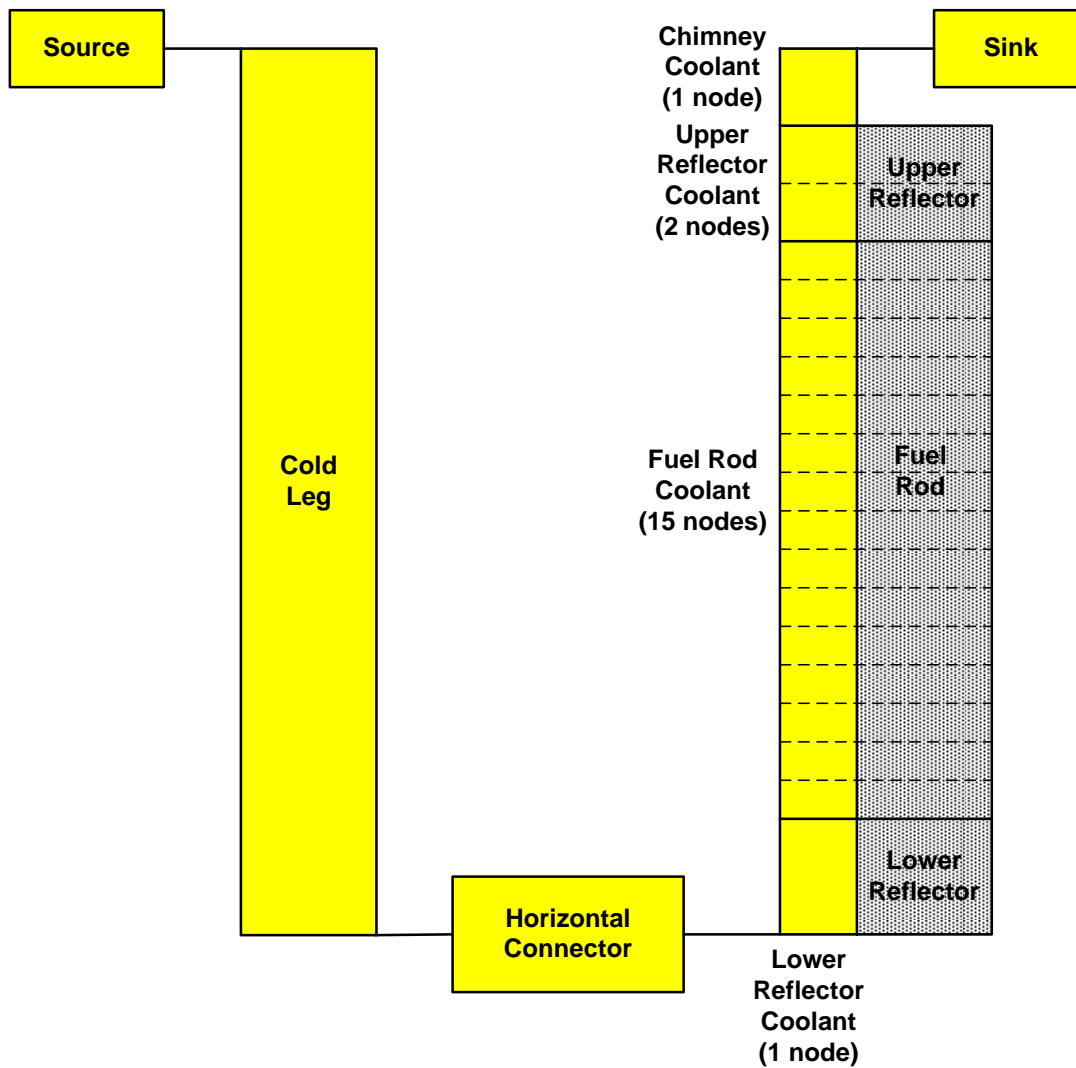 Source
Chimney
Coolant
(1 node)
Sink
Upper
Reflector
Coolant
(2 nodes)
Upper
Reflector
Cold
Leg
Fuel Rod
Coolant
(15 nodes)
Fuel
Rod
Lower
Reflector
Horizontal
Connector
Lower
Reflector
Coolant
(1 node)